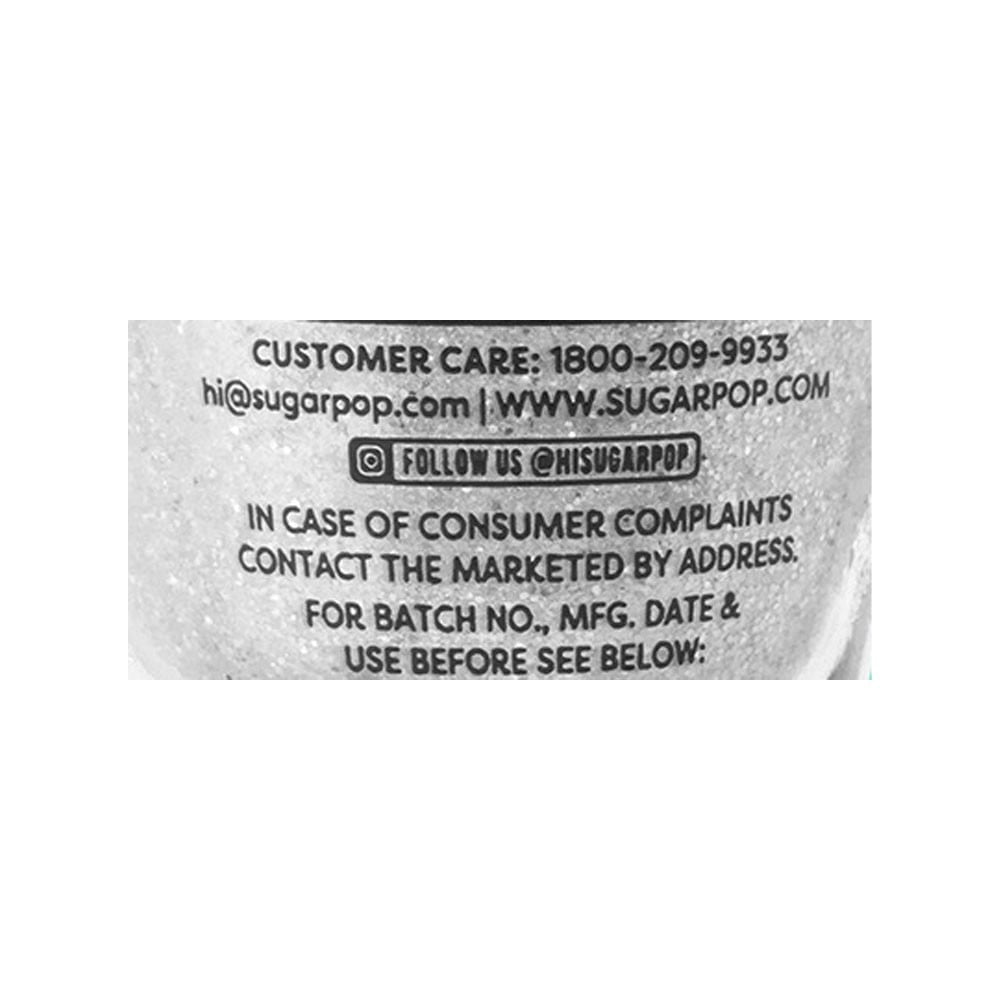 CUSTOMER CARE: 1800-209-9933
hi@sugarpop.com | WWW.SUGARPOP.COM
FOLLOW US @HISUGARPOP
IN CASE OF CONSUMER COMPLAINTS
CONTACT THE MARKETED BY ADDRESS.
FOR BATCH NO., MFG. DATE &
USE BEFORE SEE BELOW: